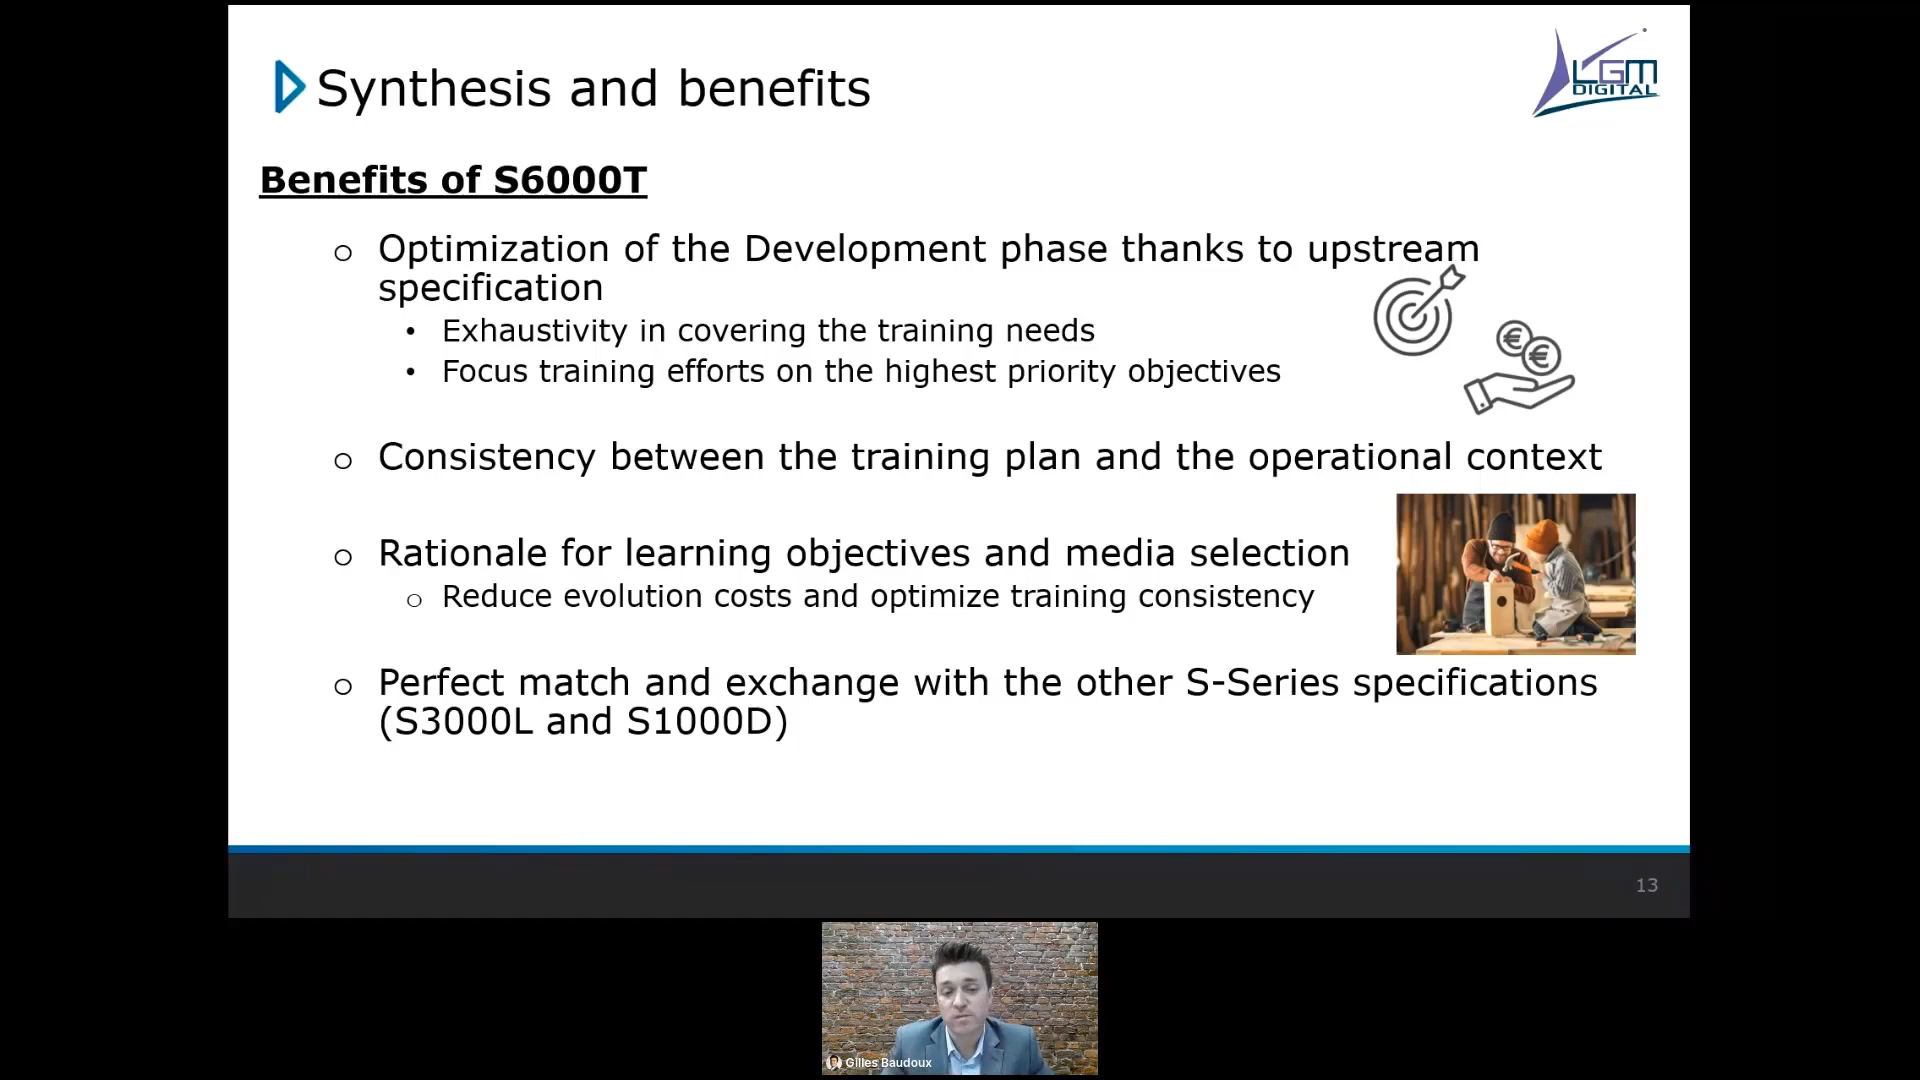 Synthesis and benefits
LGM
DIGITAL
Benefits of S6000T
o Optimization of the Development phase thanks to upstream
specification
• Exhaustivity in covering the training needs
• Focus training efforts on the highest priority objectives
€
€
o Consistency between the training plan and the operational context
o Rationale for learning objectives and media selection
o Reduce evolution costs and optimize training consistency
o Perfect match and exchange with the other S-Series specifications
(S3000L and S1000D)
13
Gilles Baudoux